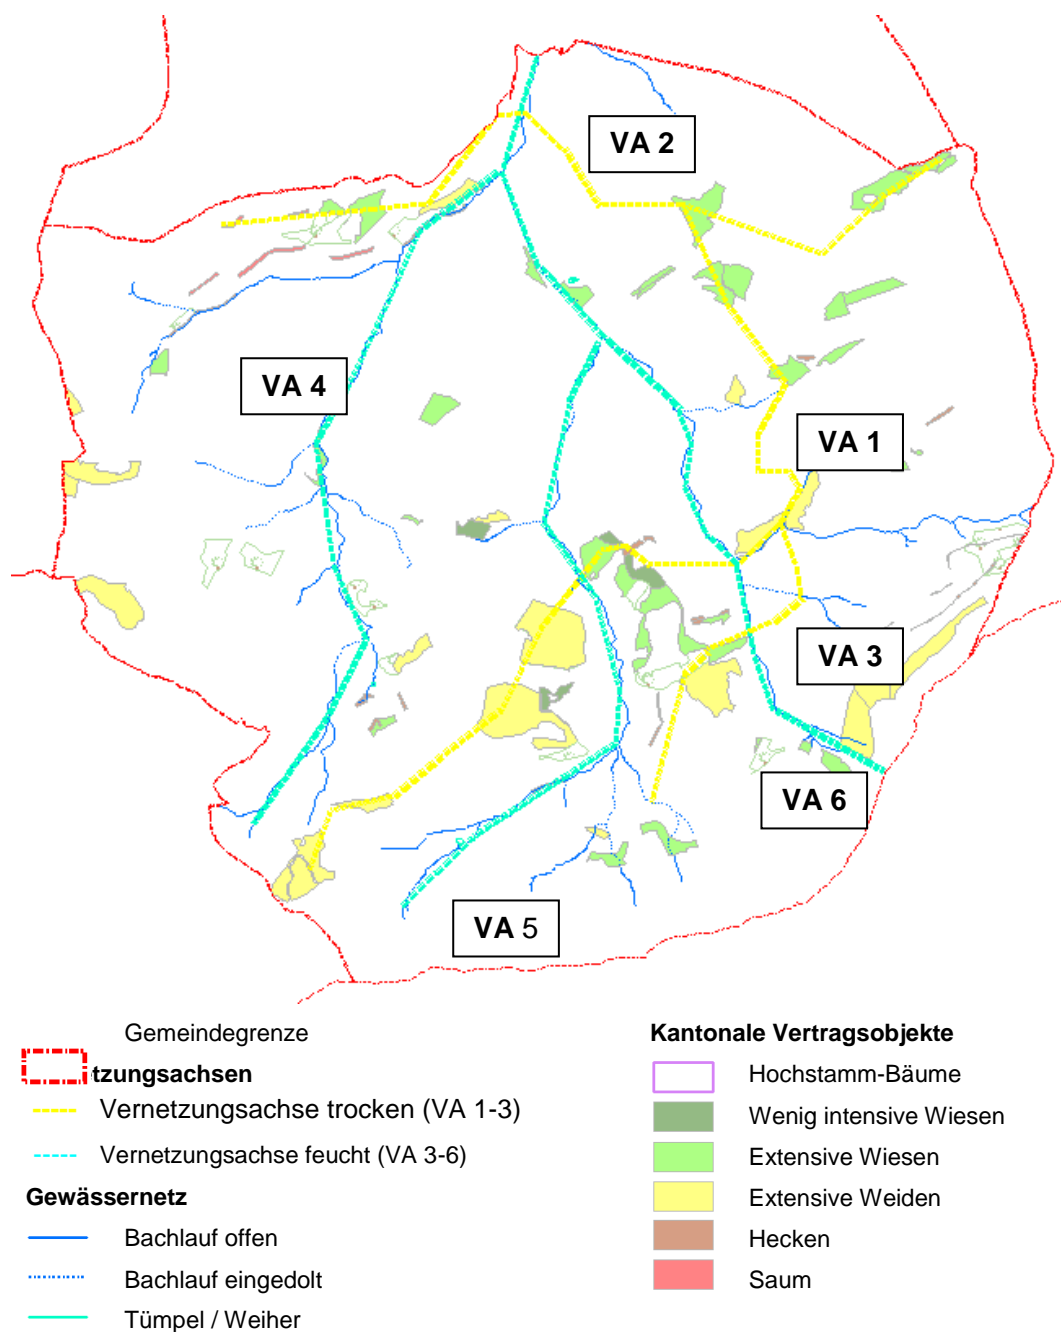 VA 2
VA 4
VA 1
VA 3
VA 6
VA 5
Gemeindegrenze
tzungsachsen
Vernetzungsachse trocken (VA 1-3)
Vernetzungsachse feucht (VA 3-6)
Gewässernetz
Bachlauf offen
Bachlauf eingedolt
Tümpel / Weiher
Kantonale Vertragsobjekte
Hochstamm-Bäume
Wenig intensive Wiesen
Extensive Wiesen
Extensive Weiden
Hecken
Saum